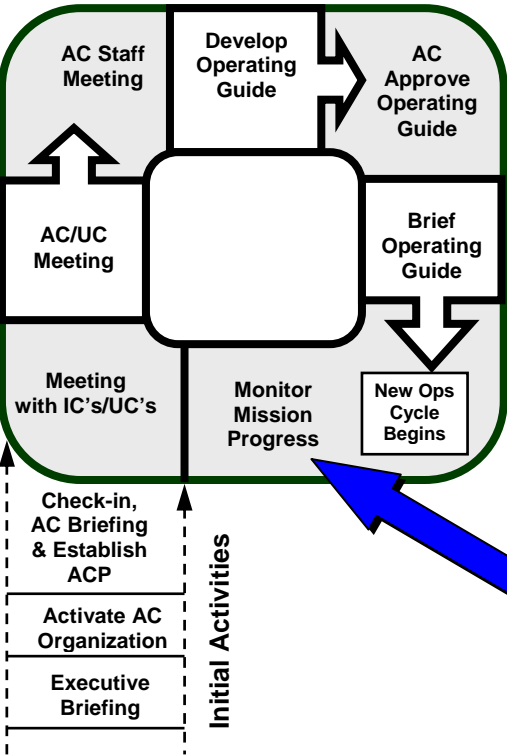 AC Staff
Meeting
Develop
Operating
Guide
AC
Approve
Operating
Guide
AC/UC
Meeting
Brief
Operating
Guide
Meeting
with IC's/UC's
Monitor
Mission
Progress
New Ops
Cycle
Begins
Check-in,
AC Briefing
& Establish
ACP
Activate AC
Organization
Executive
Briefing
Initial Activities